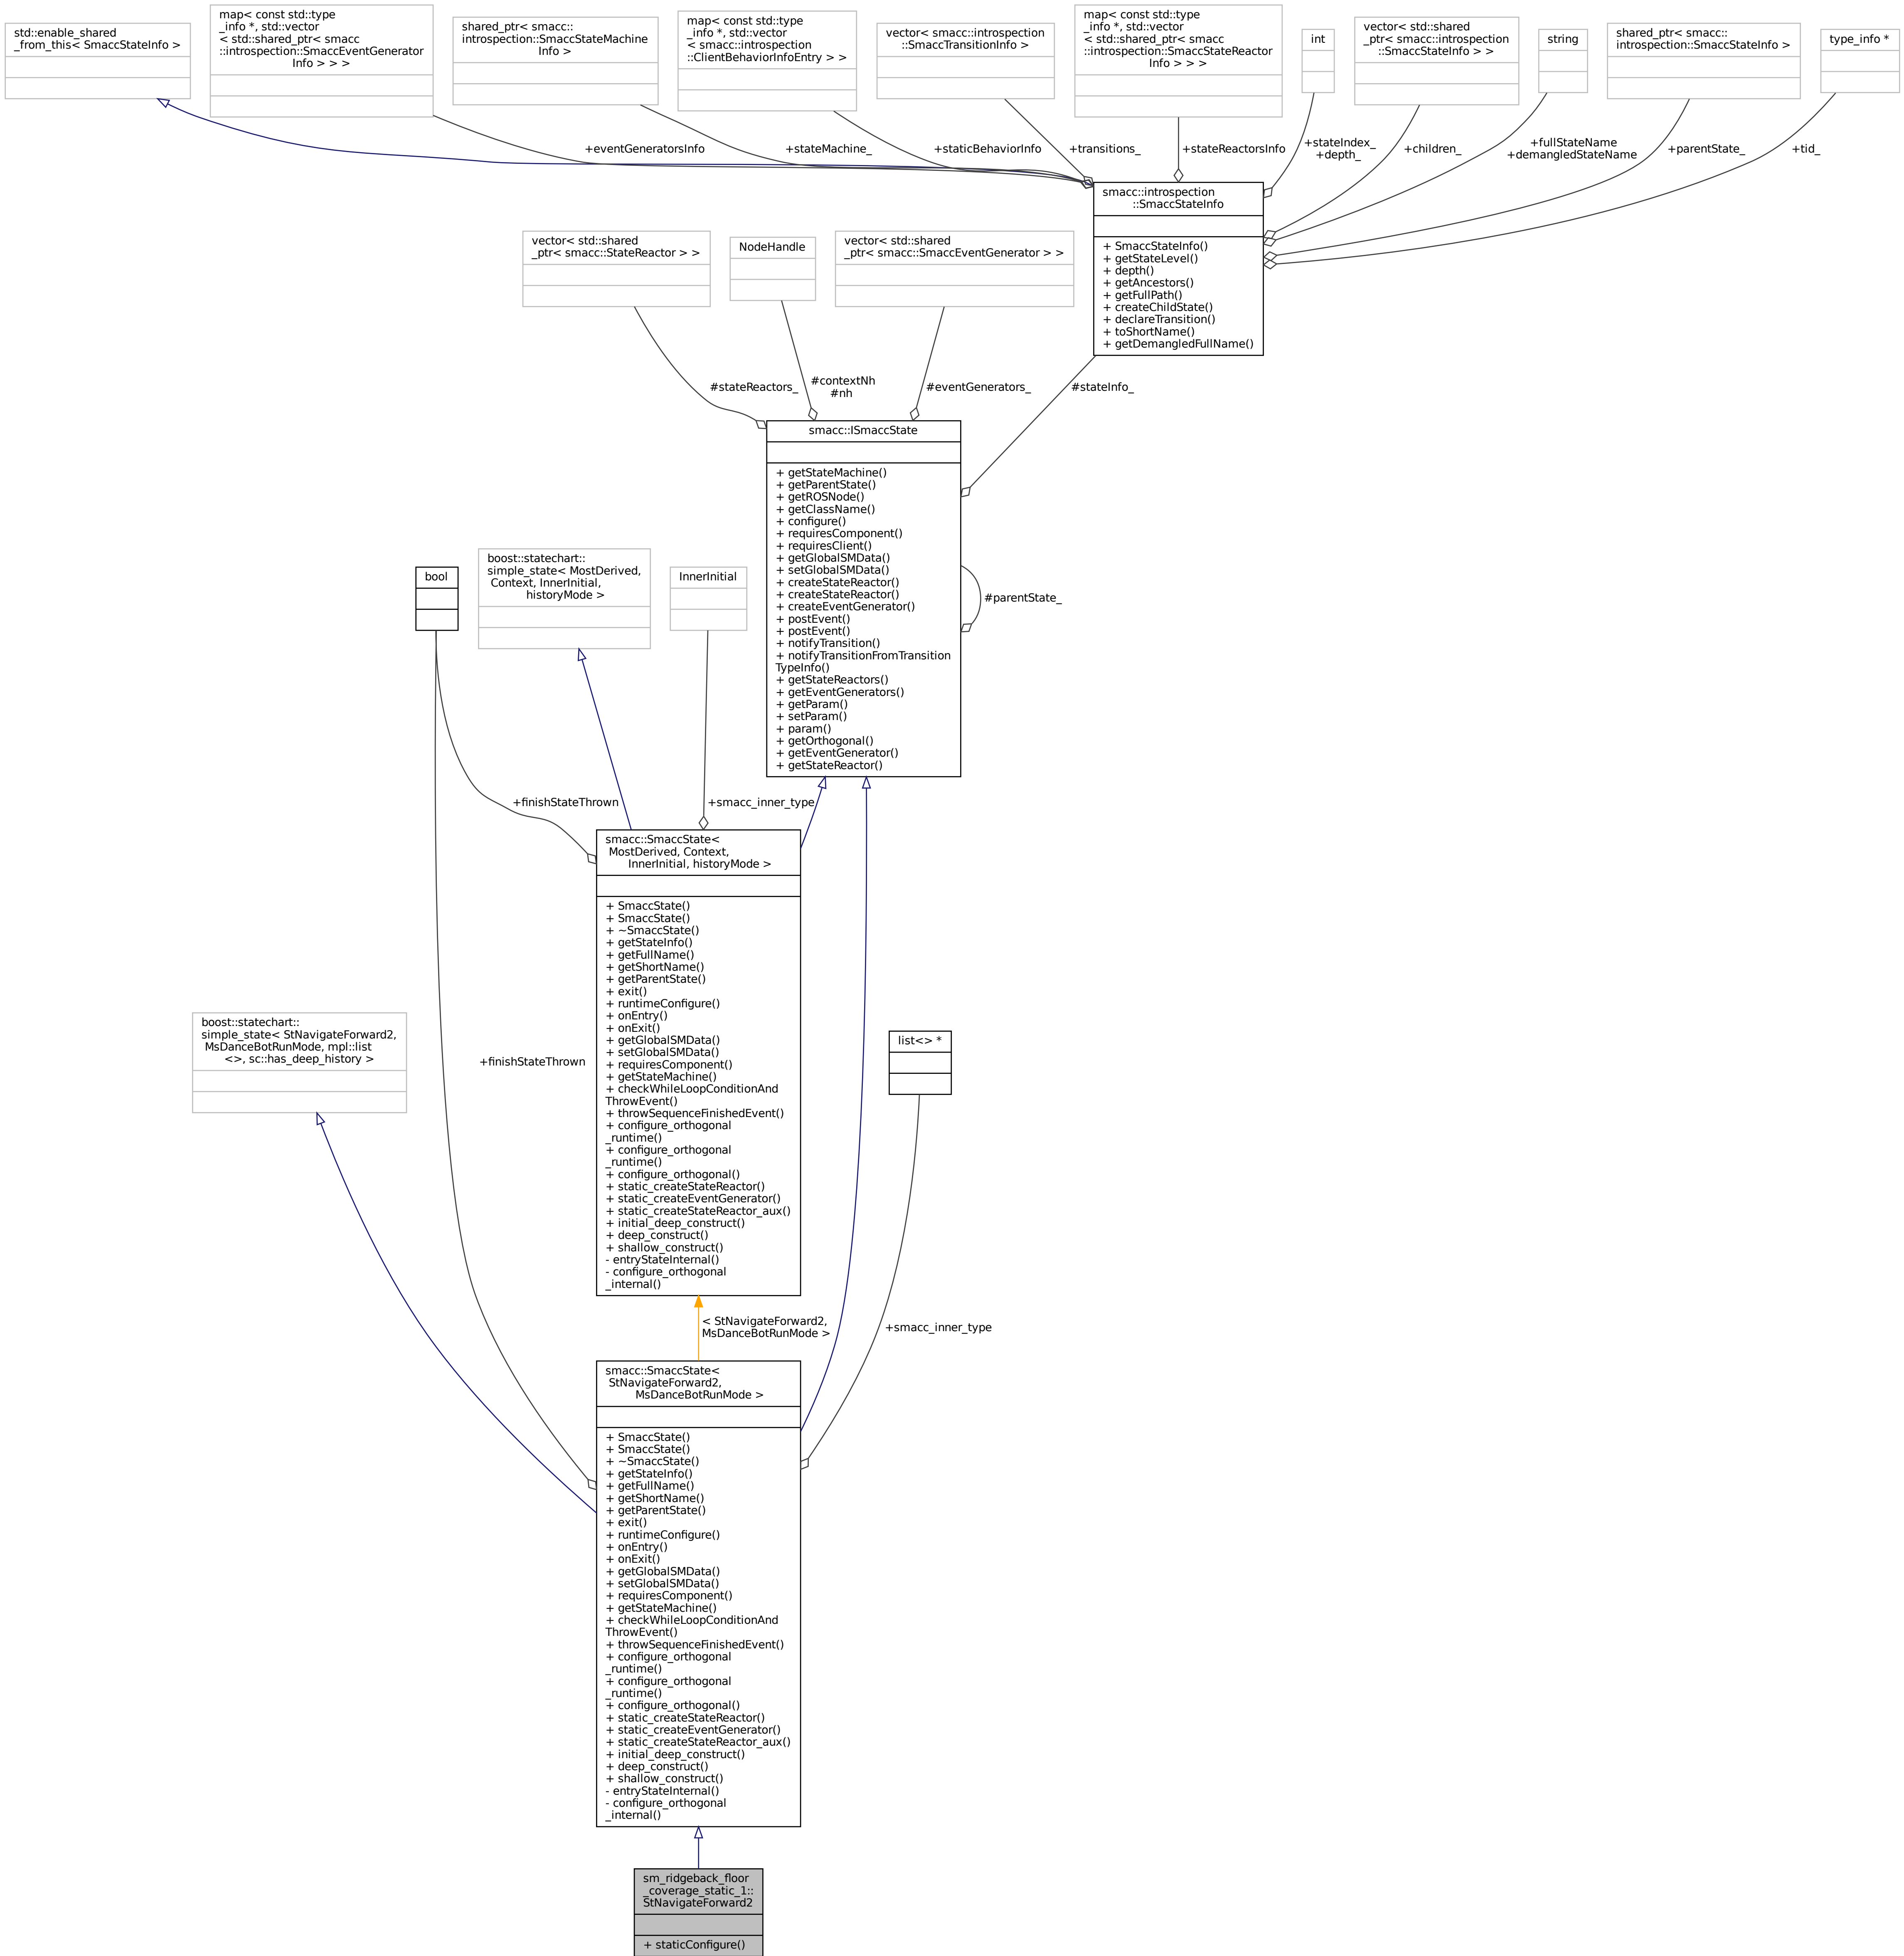 std::enable_shared
_from_this< SmaccStateInfo >
map< const std::type
_info *, std::vector
< std::shared_ptr< smacc
::introspection::SmaccEventGenerator
Info > > >
shared_ptr< smacc::
introspection::SmaccStateMachine
Info >
map< const std::type
_info *, std::vector
< smacc::introspection
::ClientBehaviorInfoEntry > >
vector< smacc::introspection
::SmaccTransitionInfo >
map< const std::type
_info *, std::vector
< std::shared_ptr< smacc
::introspection::SmaccStateReactor
Info > > >
int
vector< std::shared
_ptr< smacc::introspection
::SmaccStateInfo > >
string
shared_ptr< smacc::
introspection::SmaccStateInfo >
type_info *
+eventGeneratorsInfo
+stateMachine_
+staticBehaviorInfo
+transitions_
+stateReactorsInfo
+stateIndex_
+depth_
+children_
+fullStateName
+demangledStateName
+parentState_
+tid_
smacc::introspection
::SmaccStateInfo
+ SmaccStateInfo()
+ getStateLevel()
+ depth()
+ getAncestors()
+ getFullPath()
+ createChildState()
+ declareTransition()
+ toShortName()
+ getDemangledFullName()
vector< std::shared
_ptr< smacc::StateReactor > >
NodeHandle
vector< std::shared
_ptr< smacc::SmaccEventGenerator > >
#stateReactors_
#contextNh
#nh
#eventGenerators_
#stateInfo_
smacc::ISmaccState
+ getStateMachine()
+ getParentState()
+ getROSNode()
+ getClassName()
+ configure()
+ requiresComponent()
+ requiresClient()
+ getGlobalSMData()
+ setGlobalSMData()
+ createStateReactor()
+ createStateReactor()
+ createEventGenerator()
+ postEvent()
+ postEvent()
+ notifyTransition()
+ notifyTransitionFromTransition
TypeInfo()
+ getStateReactors()
+ getEventGenerators()
+ getParam()
+ setParam()
+ param()
+ getOrthogonal()
+ getEventGenerator()
+ getStateReactor()
#parentState_
bool
boost::statechart::
simple_state< MostDerived,
Context, InnerInitial,
historyMode >
InnerInitial
+finishStateThrown
+smacc_inner_type
smacc::SmaccState<
MostDerived, Context,
InnerInitial, historyMode >
+ SmaccState()
+ SmaccState()
+ ~SmaccState()
+ getStateInfo()
+ getFullName()
+ getShortName()
+ getParentState()
+ exit()
+ runtimeConfigure()
+ onEntry()
+ onExit()
+ getGlobalSMData()
+ setGlobalSMData()
+ requiresComponent()
+ getStateMachine()
+ checkWhileLoopConditionAnd
ThrowEvent()
+ throwSequenceFinishedEvent()
+ configure_orthogonal
_runtime()
+ configure_orthogonal
_runtime()
+ configure_orthogonal()
+ static_createStateReactor()
+ static_createEventGenerator()
+ static_createStateReactor_aux()
+ initial_deep_construct()
+ deep_construct()
+ shallow_construct()
- entryStateInternal()
- configure_orthogonal
_internal()
boost::statechart::
simple_state< StNavigateForward2,
MsDanceBotRunMode, mpl::list
<>, sc::has_deep_history >
+finishStateThrown
list<> *
< StNavigateForward2,
MsDanceBotRunMode >
+smacc_inner_type
smacc::SmaccState<
StNavigateForward2,
MsDanceBotRunMode >
+ SmaccState()
+ SmaccState()
+ ~SmaccState()
+ getStateInfo()
+ getFullName()
+ getShortName()
+ getParentState()
+ exit()
+ runtimeConfigure()
+ onEntry()
+ onExit()
+ getGlobalSMData()
+ setGlobalSMData()
+ requiresComponent()
+ getStateMachine()
+ checkWhileLoopConditionAnd
ThrowEvent()
+ throwSequenceFinishedEvent()
+ configure_orthogonal
_runtime()
+ configure_orthogonal
_runtime()
+ configure_orthogonal()
+ static_createStateReactor()
+ static_createEventGenerator()
+ static_createStateReactor_aux()
+ initial_deep_construct()
+ deep_construct()
+ shallow_construct()
- entryStateInternal()
- configure_orthogonal
_internal()
sm_ridgeback_floor
_coverage_static_1::
StNavigateForward2
+ staticConfigure()